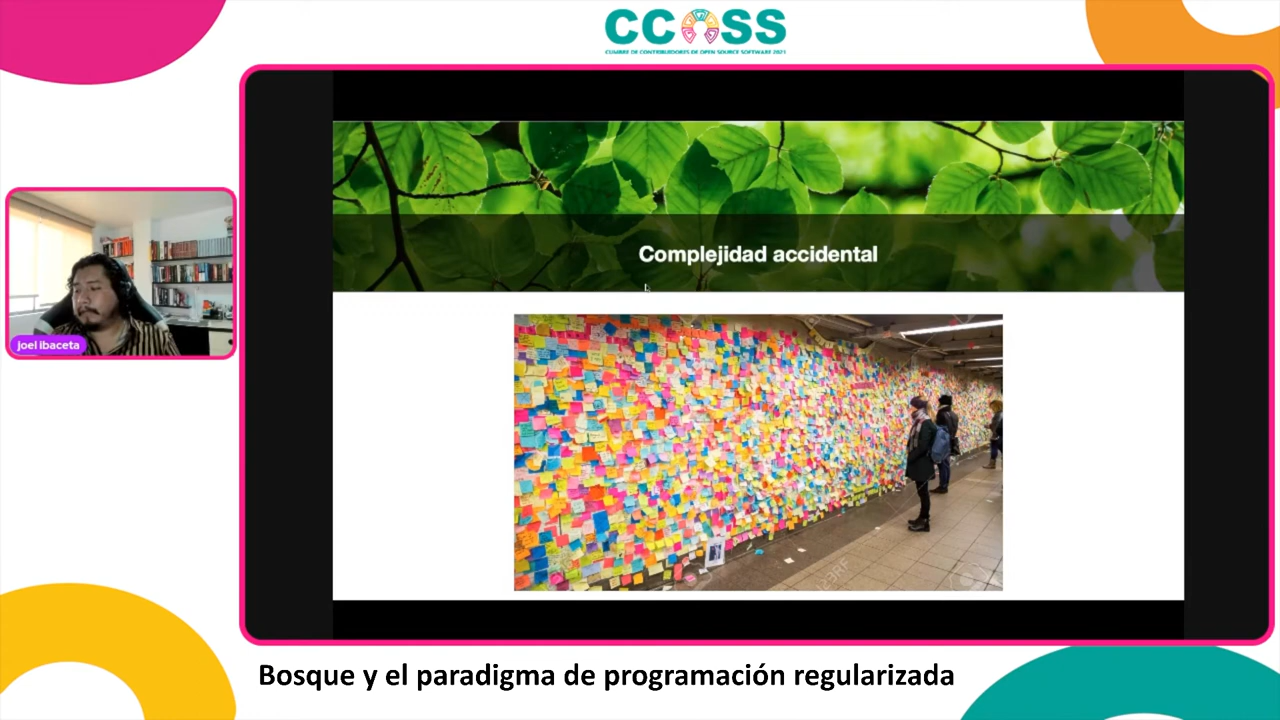 CCOSS
CUMBRE DE CONTRIBUIDORES DE OPEN SOURCE SOFTWARE 2021
Complejidad accidental
joel ibaceta
Bosque y el paradigma de programación regularizada